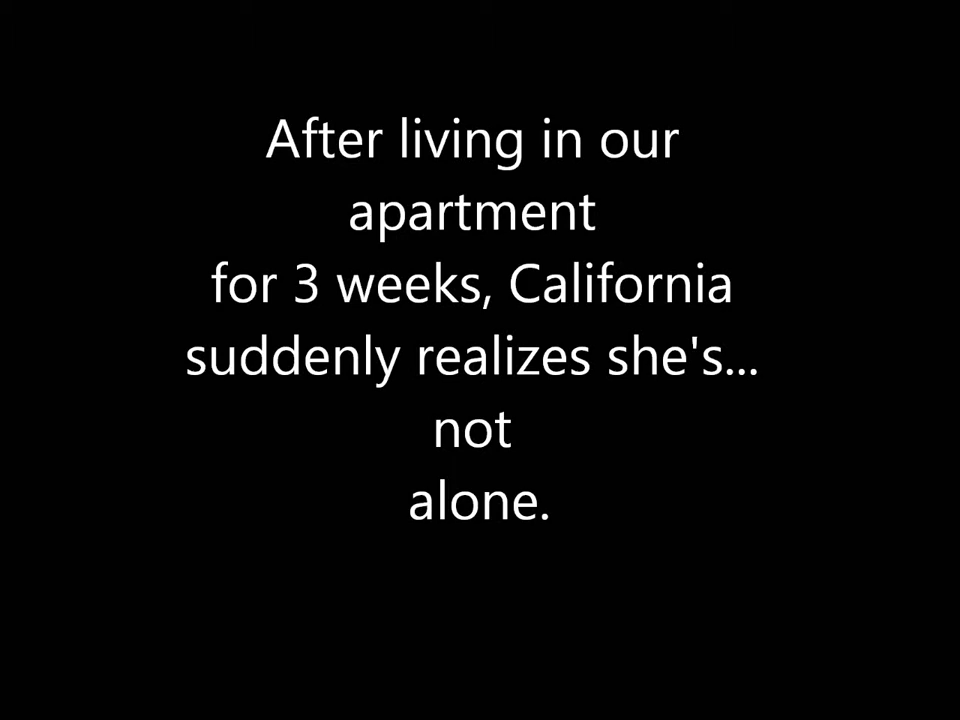 After living in our
apartment
for 3 weeks, California
suddenly realizes she's...
not
alone.